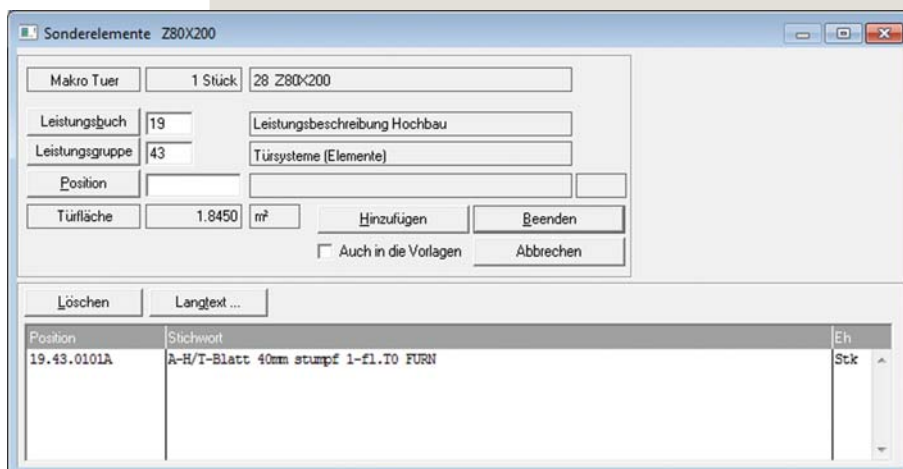 Sonderelemente Z80X200
Makro Tuer 1 Stück 28 Z80X200
Leistungsbuch 19 Leistungsbeschreibung Hochbau
Leistungsgruppe 43 Türsysteme (Elemente)
Position
Türfläche 1.8450 m² Hinzufügen Beenden
Auch in die Vorlagen Abbrechen
Löschen Langtext ...
Position Stichwort Eh
19.43.0101A A-H/T-Blatt 40mm stumpf 1-fl.T0 FURN Stk